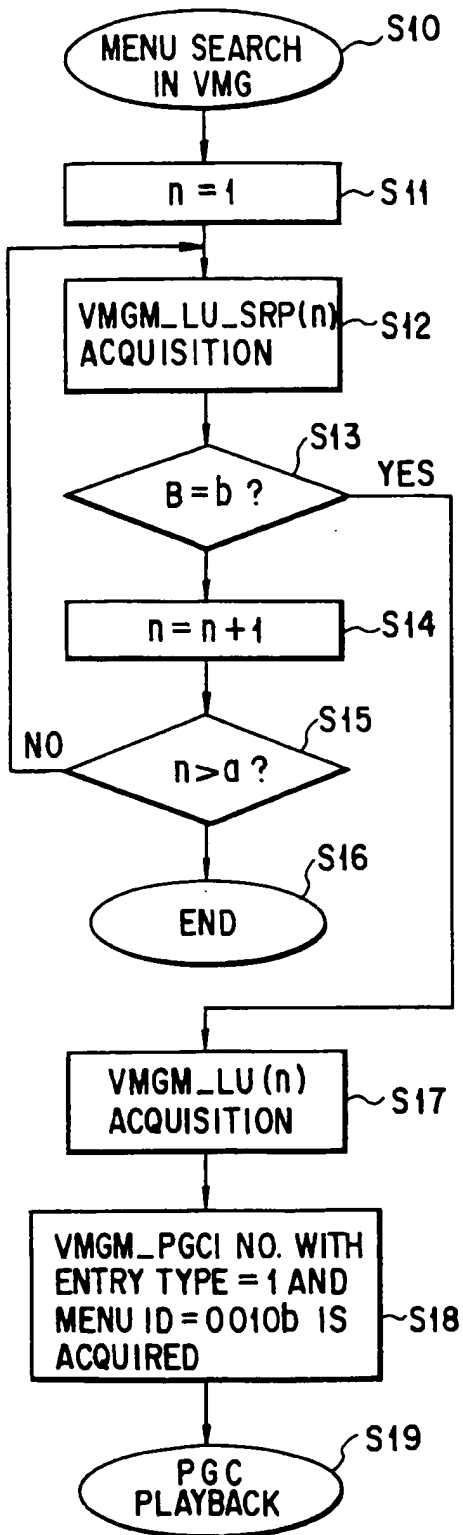 S10
MENU SEARCH
IN VMG
n = 1
S11
VMGM_LU_SRP(n)
ACQUISITION
S12
S13
B = b ?
YES
n = n + 1
S14
S15
NO
n > a ?
S16
END
VMGM_LU (n)
ACQUISITION
S17
VMGM_PGCI NO. WITH
ENTRY TYPE = 1 AND
MENU ID = 0010b IS
ACQUIRED
S18
S19
PGC
PLAYBACK